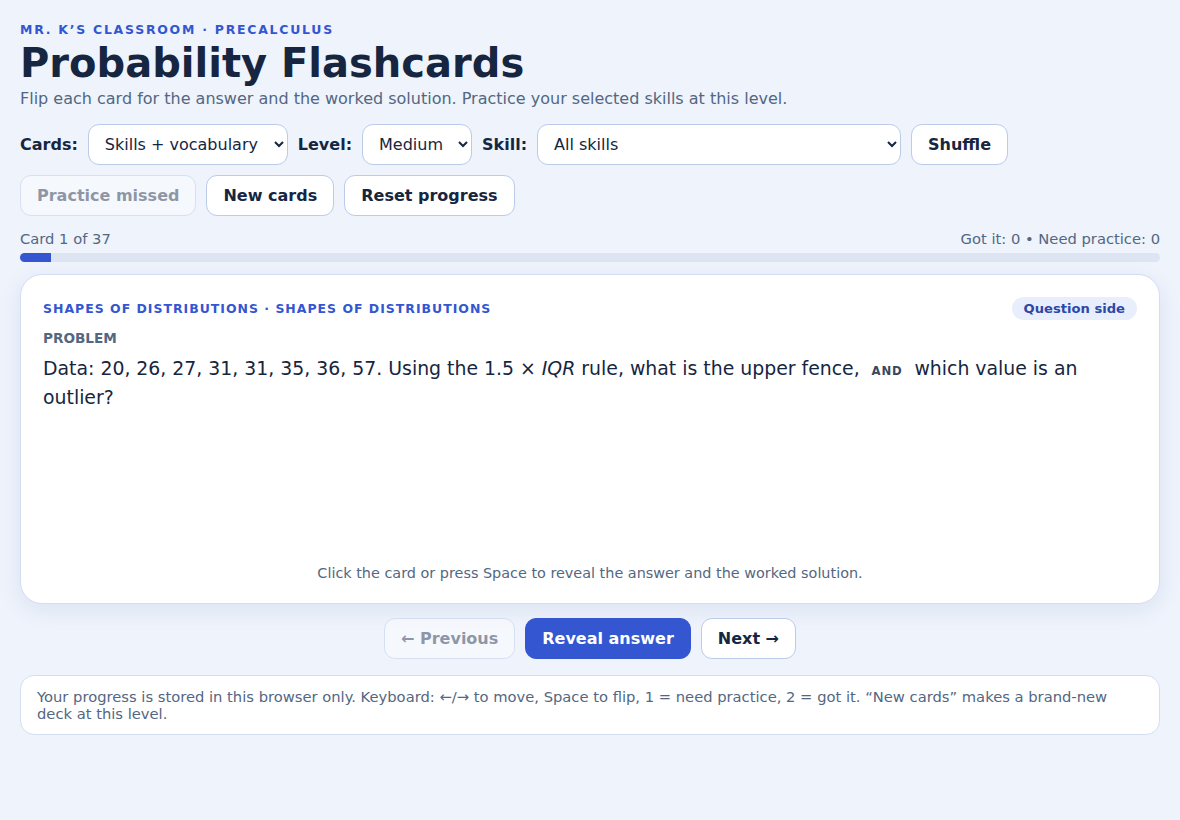 MR. K’S CLASSROOM · PRECALCULUS
Probability Flashcards
Flip each card for the answer and the worked solution. Practice your selected skills at this level.
Cards: Skills + vocabulary Level: Medium Skill: All skills Shuffle
Practice missed New cards Reset progress
Card 1 of 37 Got it: 0 • Need practice: 0
SHAPES OF DISTRIBUTIONS · SHAPES OF DISTRIBUTIONS Question side
PROBLEM
Data: 20, 26, 27, 31, 31, 35, 36, 57. Using the 1.5 × IQR rule, what is the upper fence, AND which value is an
outlier?
Click the card or press Space to reveal the answer and the worked solution.
← Previous Reveal answer Next →
Your progress is stored in this browser only. Keyboard: ←/→ to move, Space to flip, 1 = need practice, 2 = got it. “New cards” makes a brand-new
deck at this level.